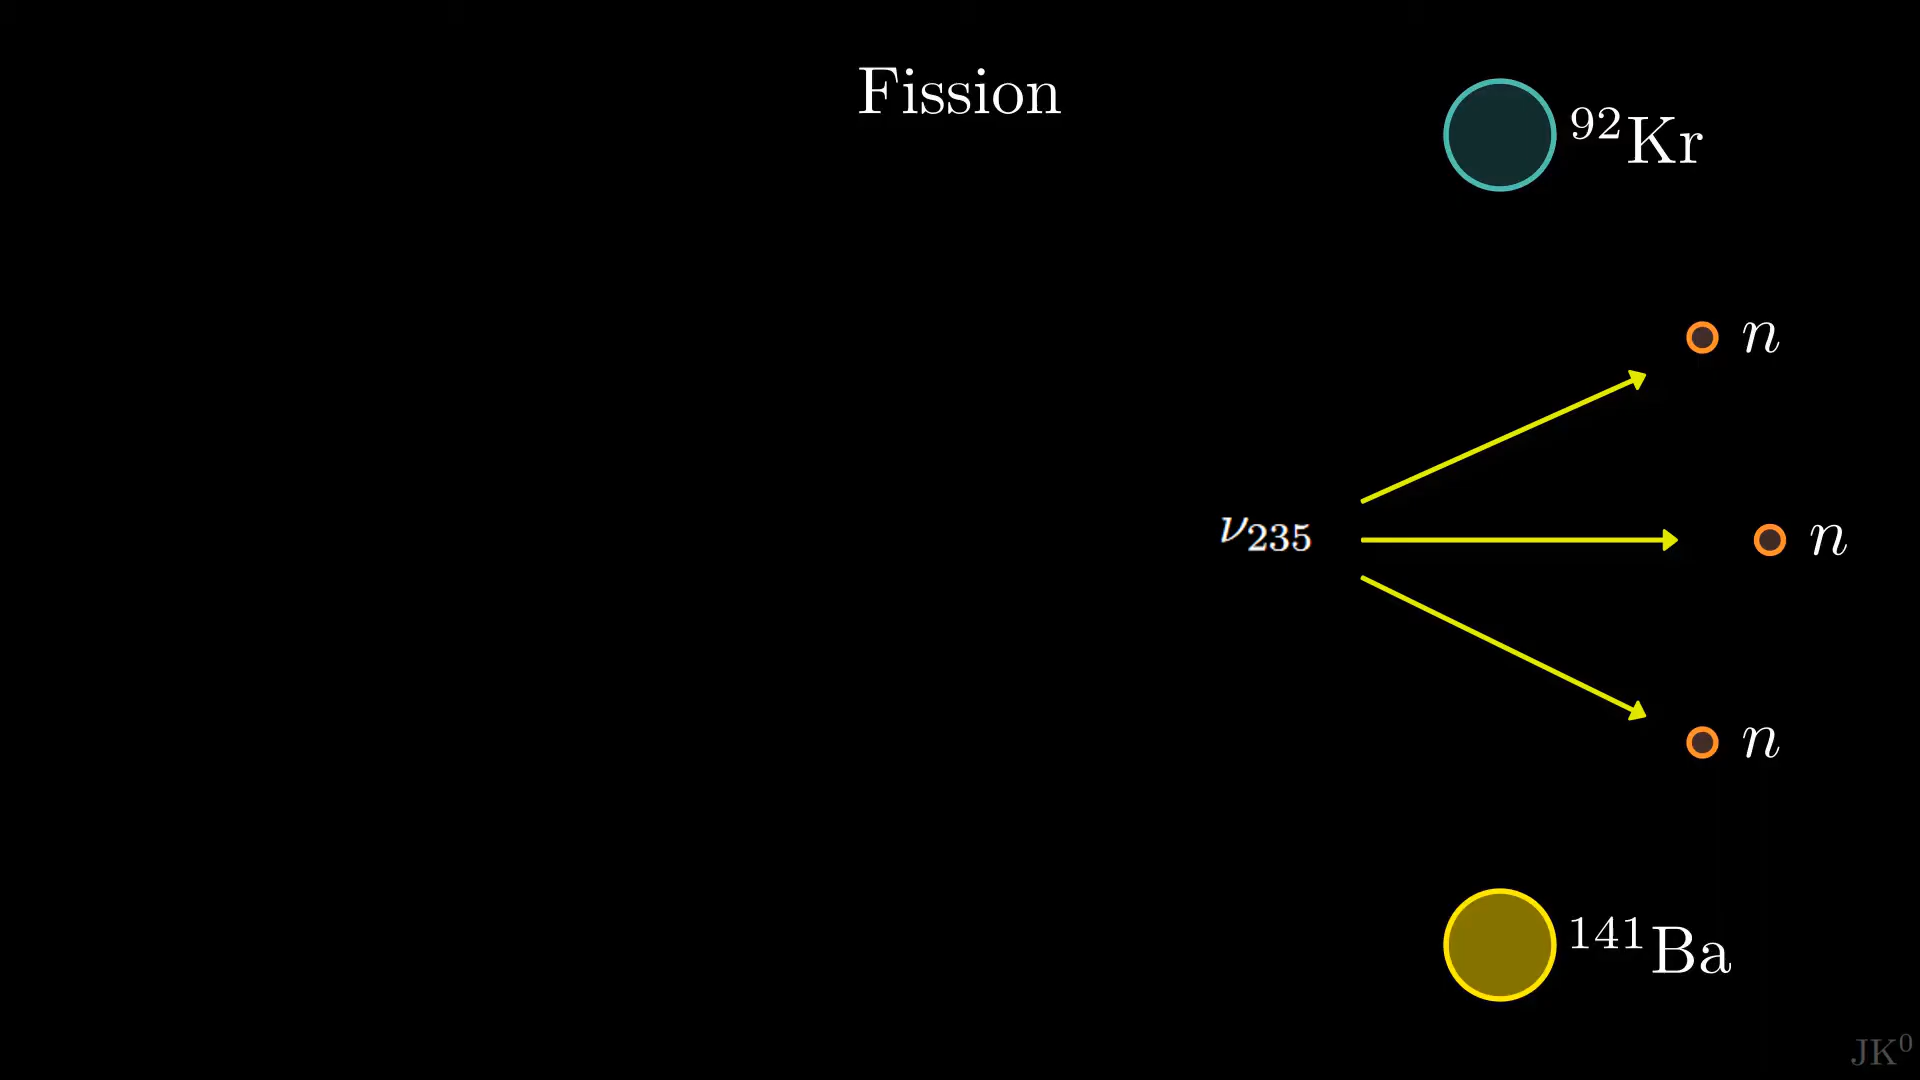 Fission
⁹²Kr
n
ν₂₃₅
n
n
¹⁴¹Ba
JK⁰